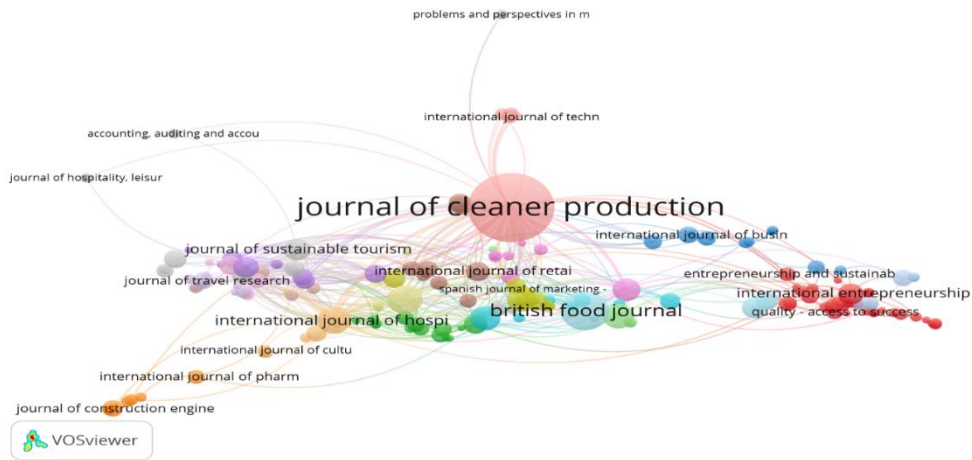 problems and perspectives in m
international journal of techn
accounting, auditing and accou
journal of hospitality, leisur
journal of cleaner production
international journal of busin
journal of sustainable tourism
international journal of retai
entrepreneurship and sustainab
journal of travel research
spanish journal of marketing -
international entrepreneurship
british food journal
quality - access to success
international journal of hospi
international journal of cultu
international journal of pharm
journal of construction engine
VOSviewer